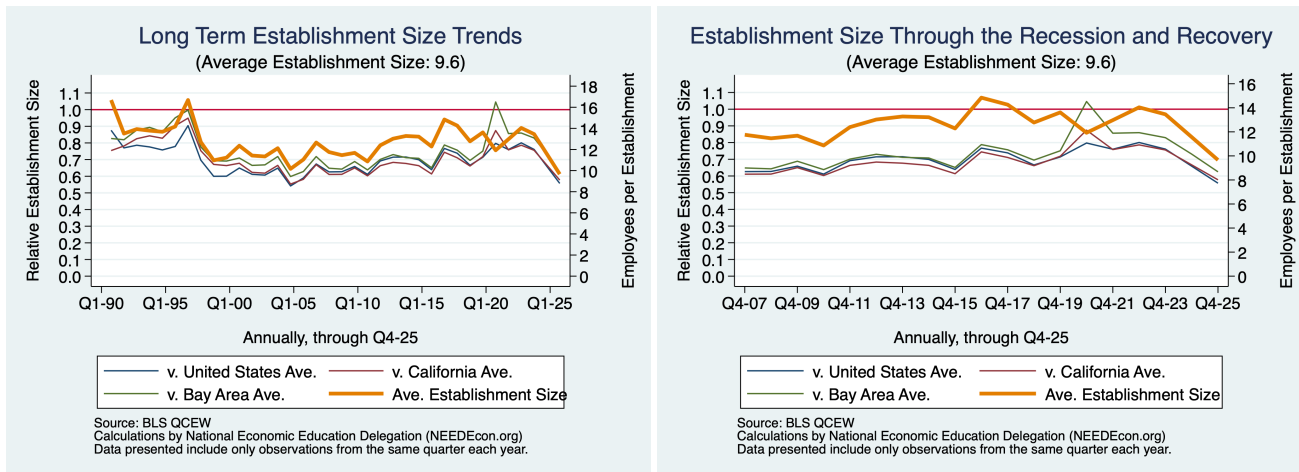 Long Term Establishment Size Trends
(Average Establishment Size: 9.6)
Relative Establishment Size
1.1
1.0
0.9
0.8
0.7
0.6
0.5
0.4
0.3
0.2
0.1
0.0
18
16
14
12
10
8
6
4
2
0
Employees per Establishment
Q1-90 Q1-95 Q1-00 Q1-05 Q1-10 Q1-15 Q1-20 Q1-25
Annually, through Q4-25
v. United States Ave. v. California Ave.
v. Bay Area Ave. Ave. Establishment Size
Source: BLS QCEW
Calculations by National Economic Education Delegation (NEEDEcon.org)
Data presented include only observations from the same quarter each year.
Establishment Size Through the Recession and Recovery
(Average Establishment Size: 9.6)
Relative Establishment Size
1.1
1.0
0.9
0.8
0.7
0.6
0.5
0.4
0.3
0.2
0.1
0.0
16
14
12
10
8
6
4
2
0
Employees per Establishment
Q4-07 Q4-09 Q4-11 Q4-13 Q4-15 Q4-17 Q4-19 Q4-21 Q4-23 Q4-25
Annually, through Q4-25
v. United States Ave. v. California Ave.
v. Bay Area Ave. Ave. Establishment Size
Source: BLS QCEW
Calculations by National Economic Education Delegation (NEEDEcon.org)
Data presented include only observations from the same quarter each year.